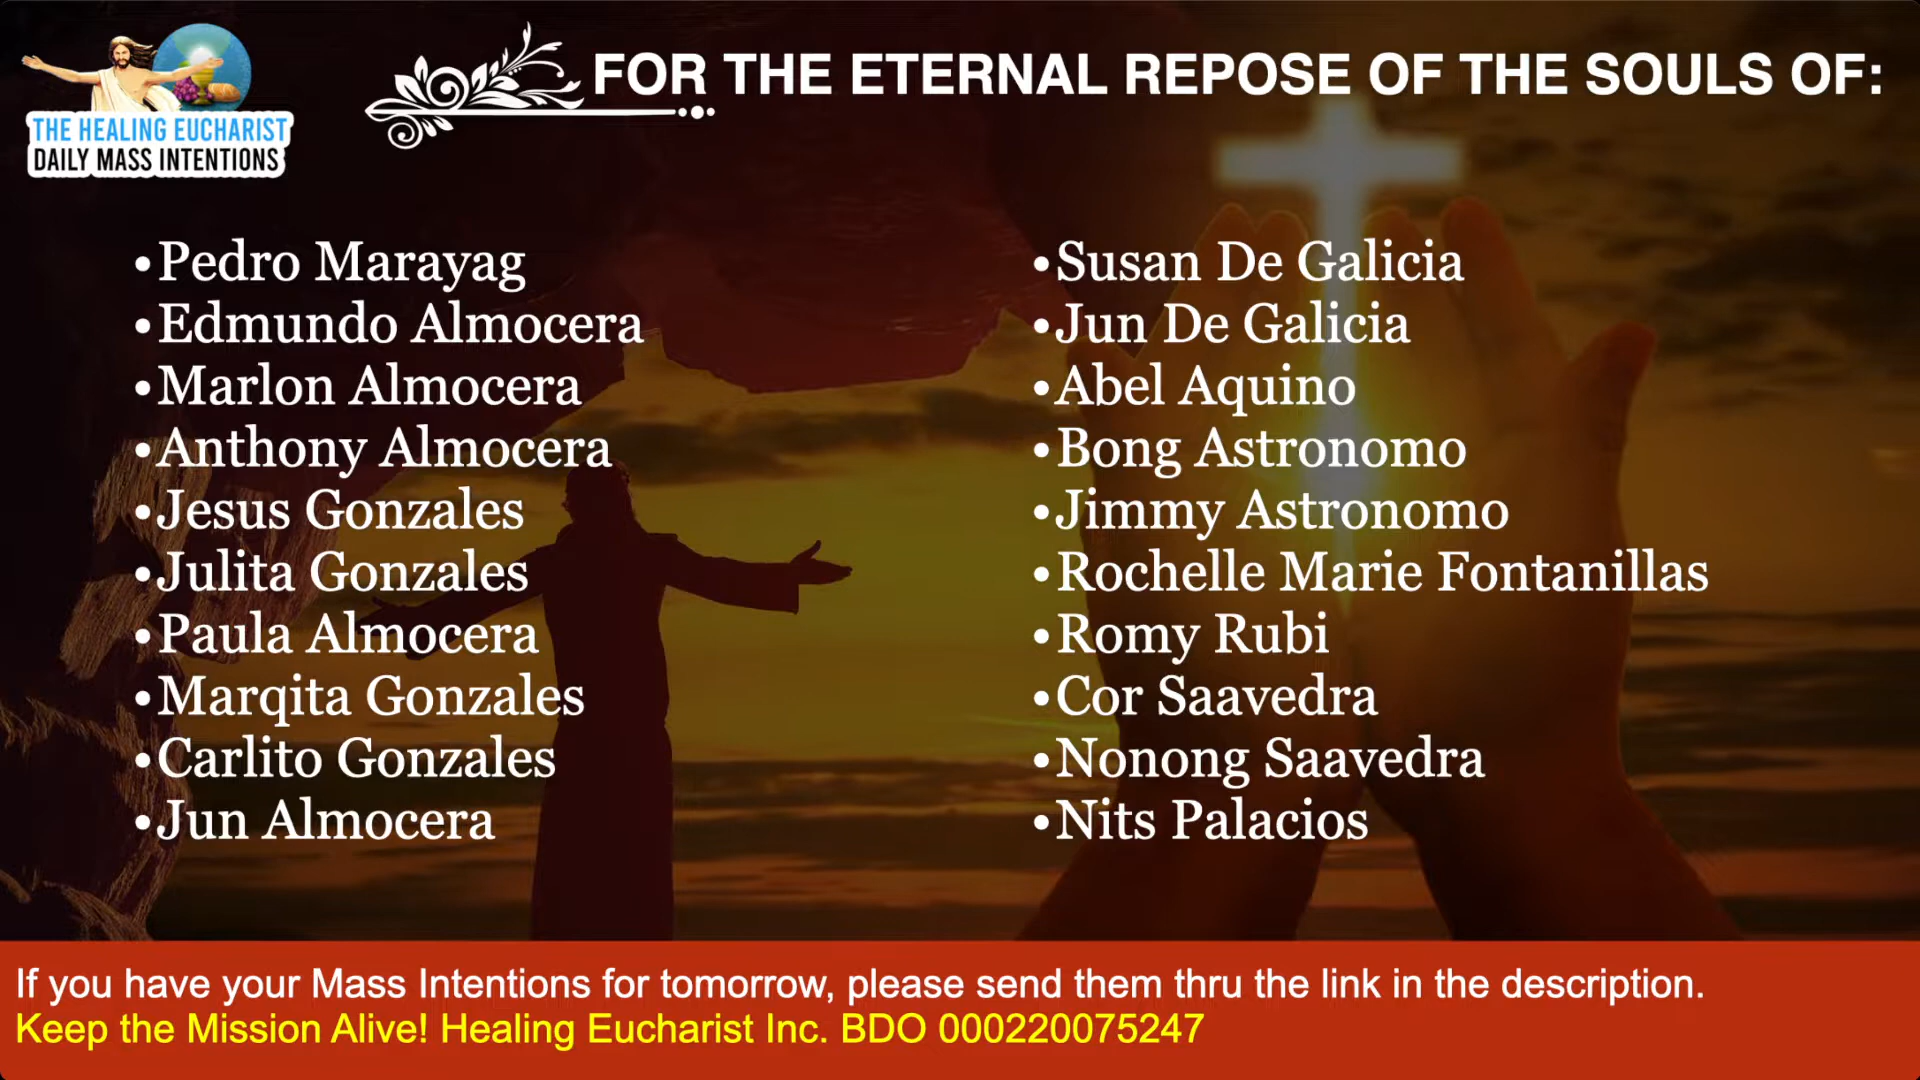 THE HEALING EUCHARIST
DAILY MASS INTENTIONS
FOR THE ETERNAL REPOSE OF THE SOULS OF:
•Pedro Marayag
•Edmundo Almocera
•Marlon Almocera
•Anthony Almocera
•Jesus Gonzales
•Julita Gonzales
•Paula Almocera
•Marqita Gonzales
•Carlito Gonzales
•Jun Almocera
•Susan De Galicia
•Jun De Galicia
•Abel Aquino
•Bong Astronomo
•Jimmy Astronomo
•Rochelle Marie Fontanillas
•Romy Rubi
•Cor Saavedra
•Nonong Saavedra
•Nits Palacios
If you have your Mass Intentions for tomorrow, please send them thru the link in the description.
Keep the Mission Alive! Healing Eucharist Inc. BDO 000220075247